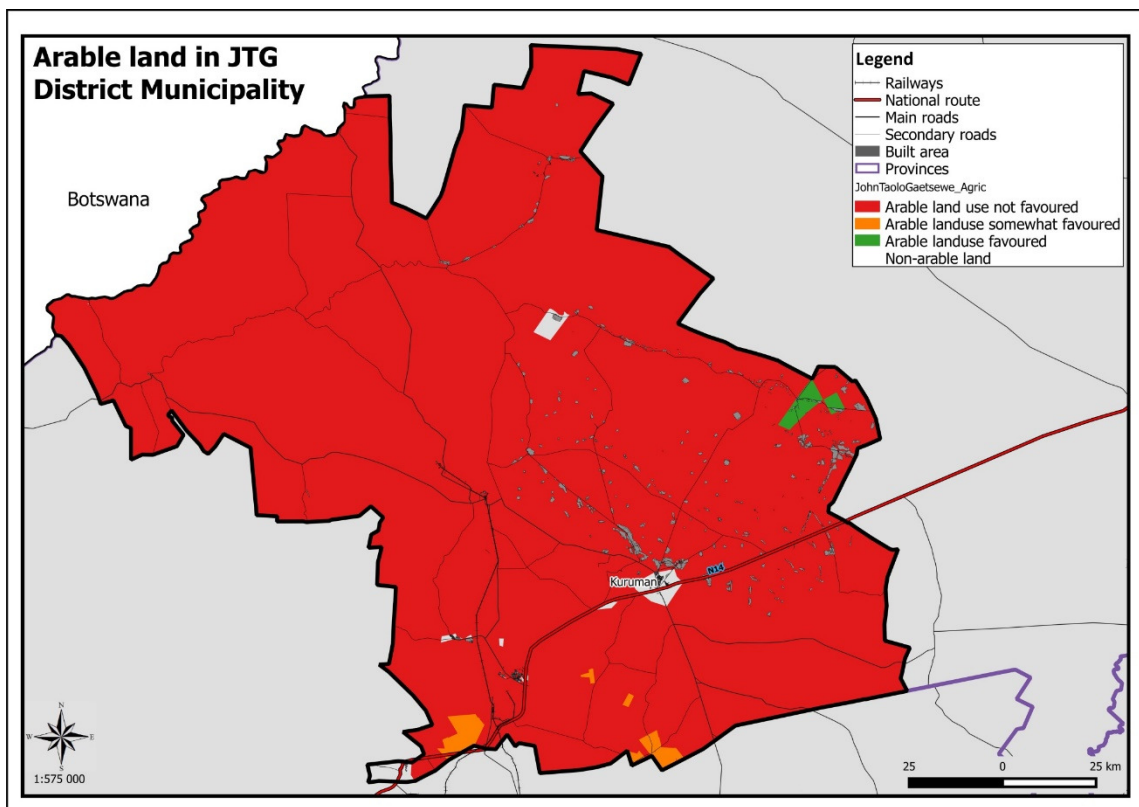 Arable land in JTG
District Municipality
Botswana
Legend
Railways
National route
Main roads
Secondary roads
Built area
Provinces
JohnTaoloGaetsewe_Agric
Arable land use not favoured
Arable landuse somewhat favoured
Arable landuse favoured
Non-arable land
N14
Kuruman
N
W
E
S
1:575 000
25
0
25 km